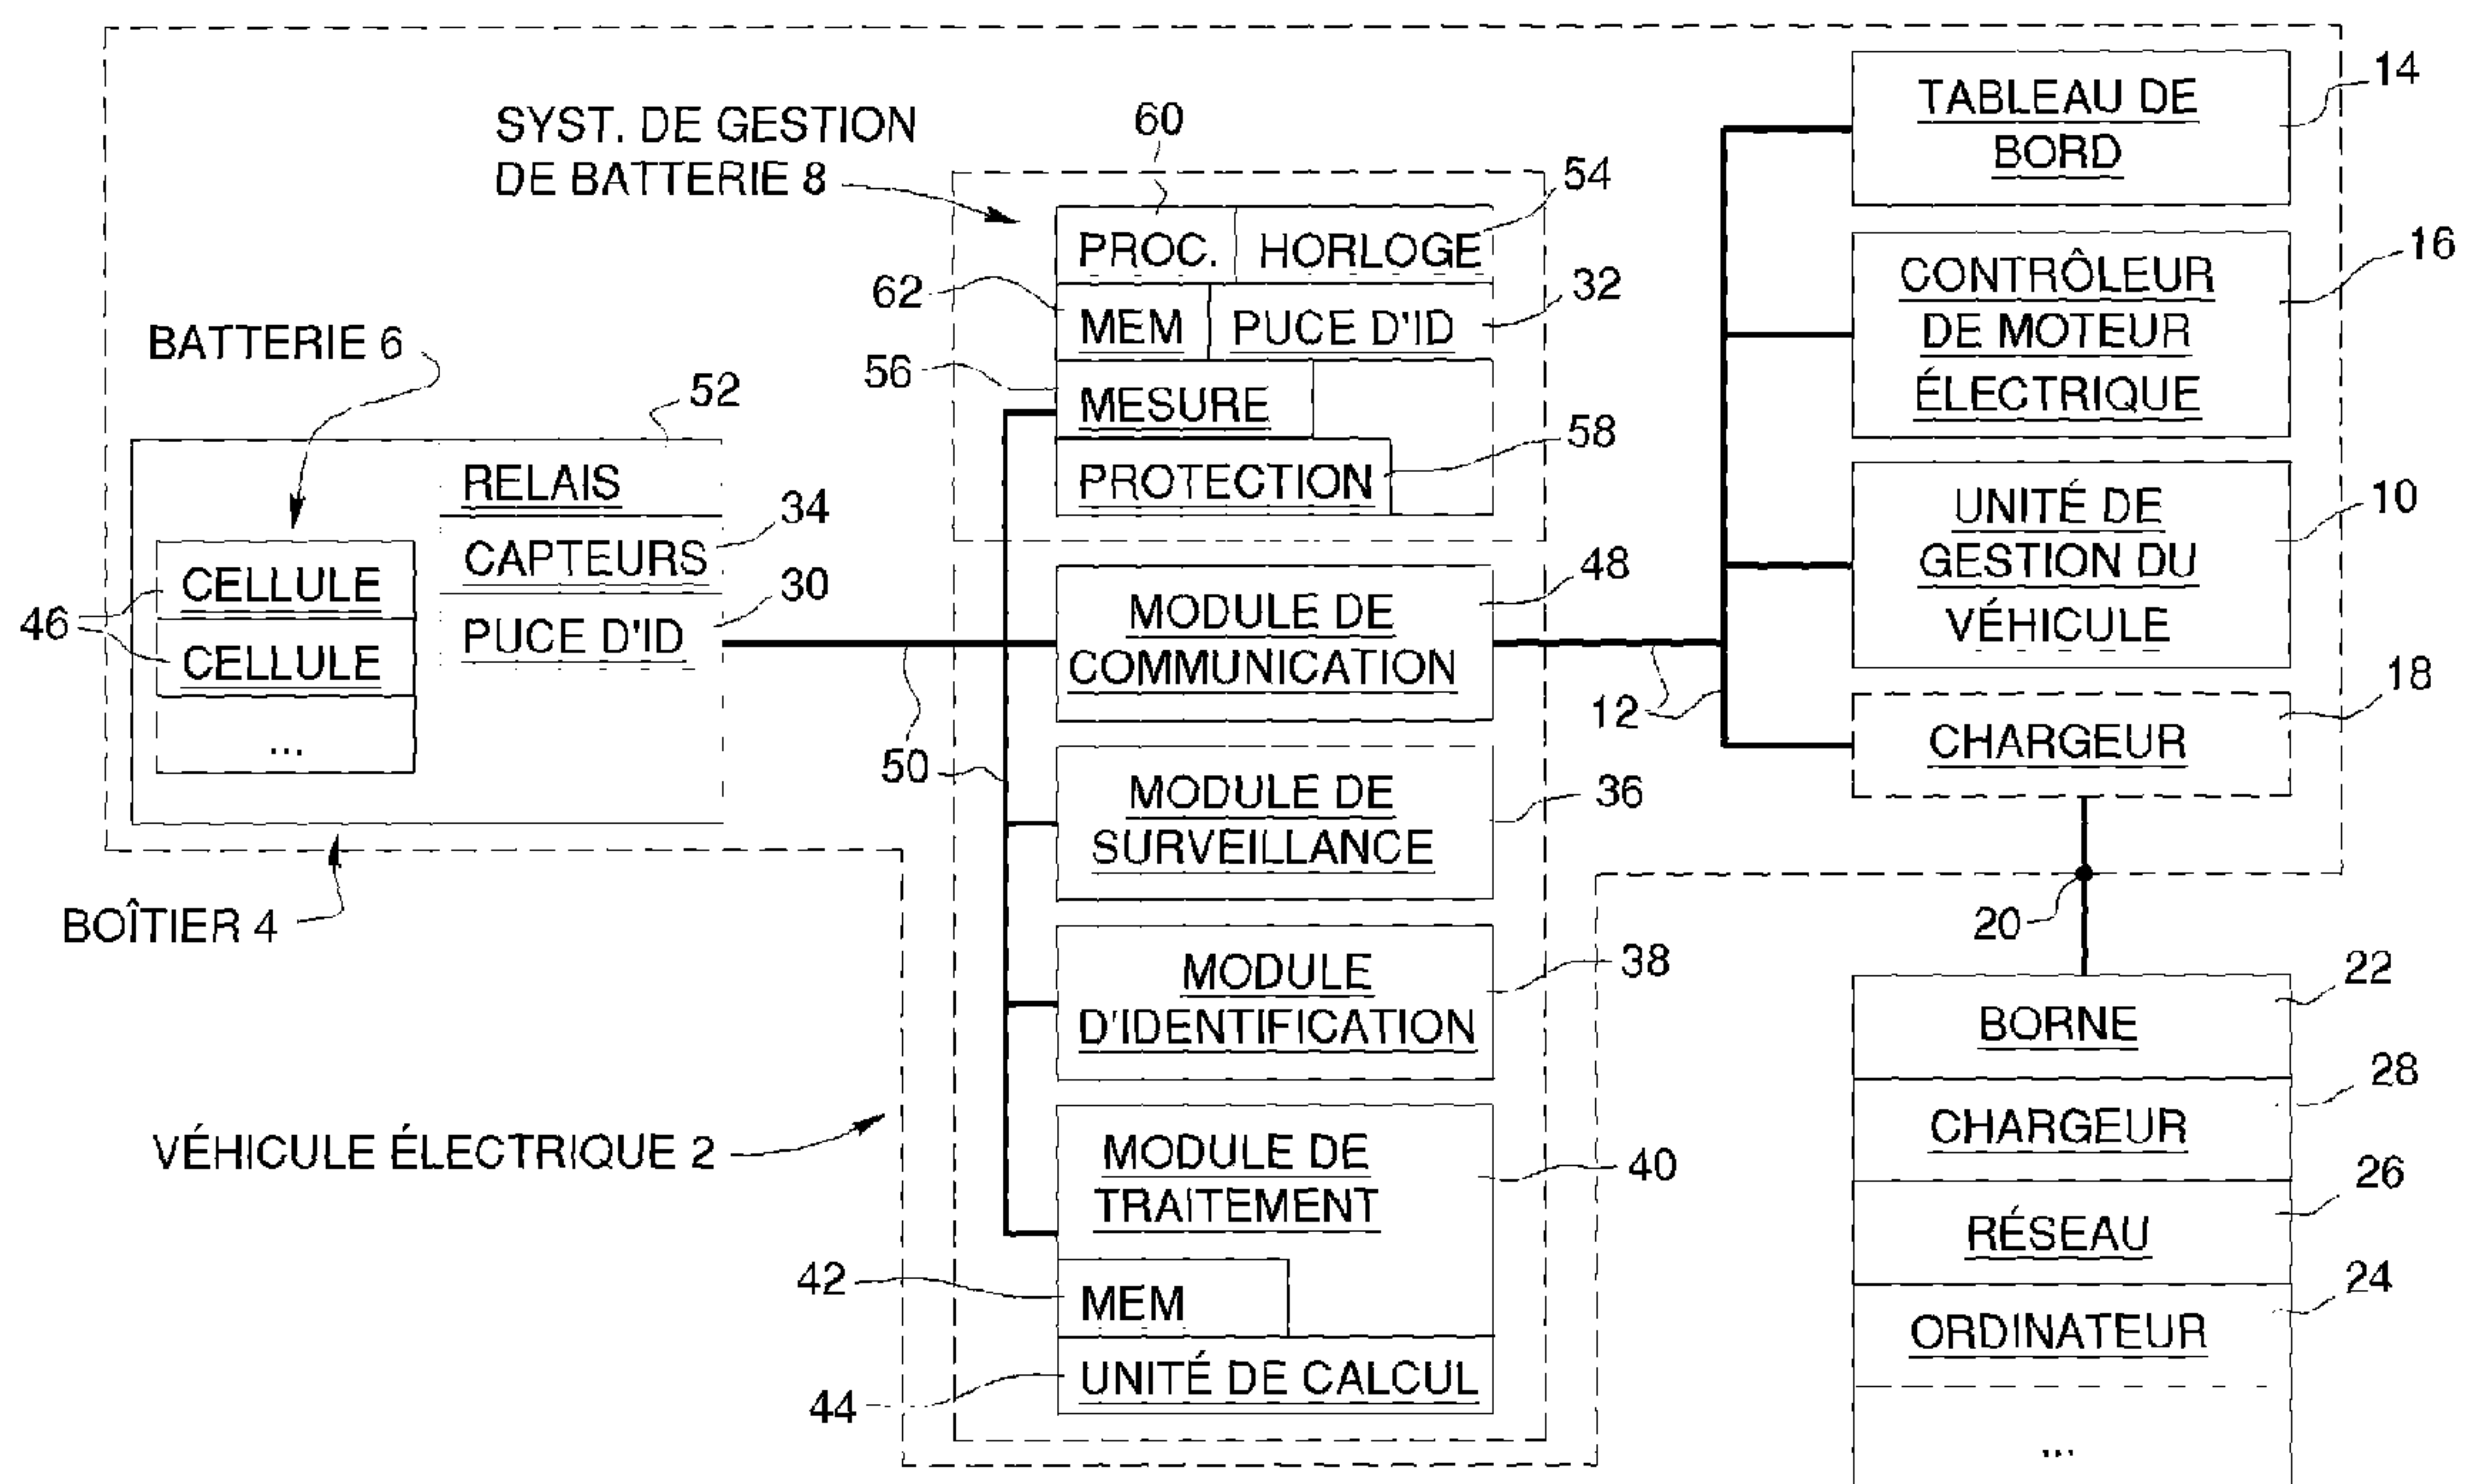 SYST. DE GESTION
DE BATTERIE 8
60
54
PROC.
HORLOGE
62
32
MEM
PUCE D'ID
56
MESURE
58
PROTECTION
BATTERIE 6
52
RELAIS
34
CAPTEURS
30
PUCE D'ID
46
CELLULE
CELLULE
...
BOÎTIER 4
50
48
MODULE DE
COMMUNICATION
12
36
MODULE DE
SURVEILLANCE
38
MODULE
D'IDENTIFICATION
VÉHICULE ÉLECTRIQUE 2
40
MODULE DE
TRAITEMENT
42
MEM
44
UNITÉ DE CALCUL
14
TABLEAU DE
BORD
16
CONTRÔLEUR
DE MOTEUR
ÉLECTRIQUE
10
UNITÉ DE
GESTION DU
VÉHICULE
18
CHARGEUR
20
22
BORNE
28
CHARGEUR
26
RÉSEAU
24
ORDINATEUR
...